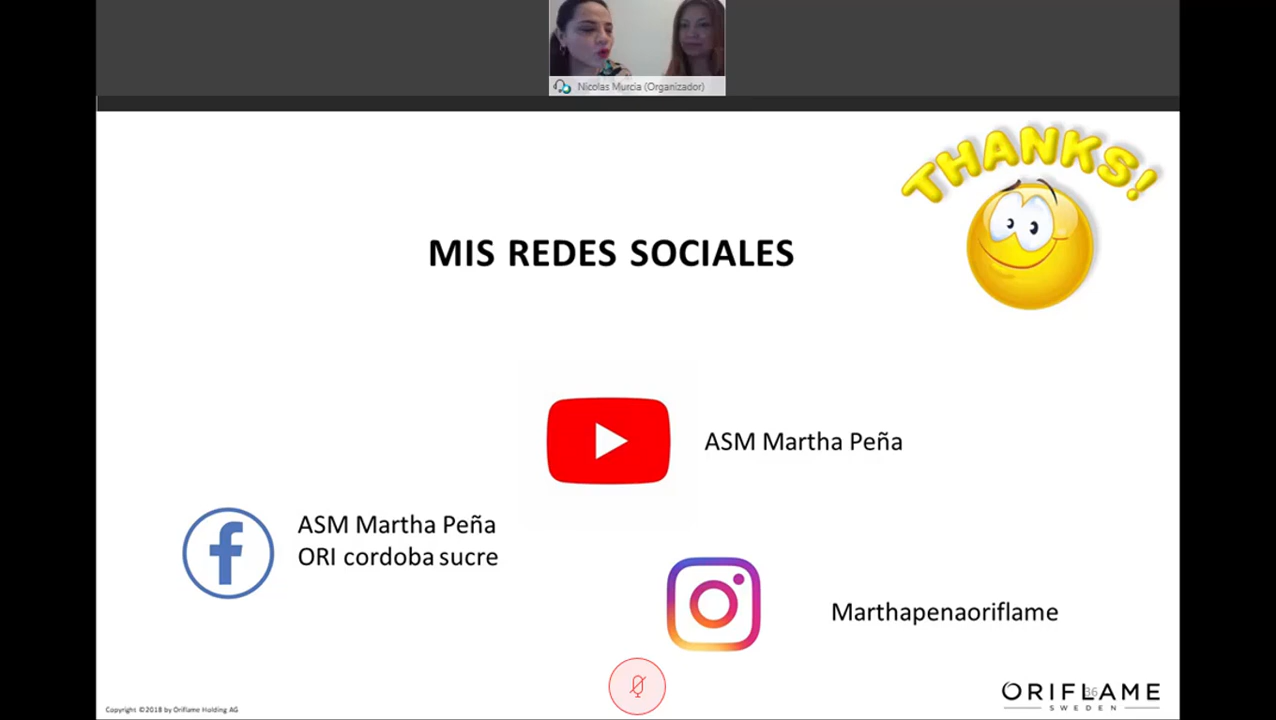 Nicolas Murcia (Organizador)
THANKS!
MIS REDES SOCIALES
ASM Martha Peña
ASM Martha Peña
ORI cordoba sucre
Marthapenaoriflame
ORIFLAME
SWEDEN
36
Copyright ©2018 by Oriflame Holding AG